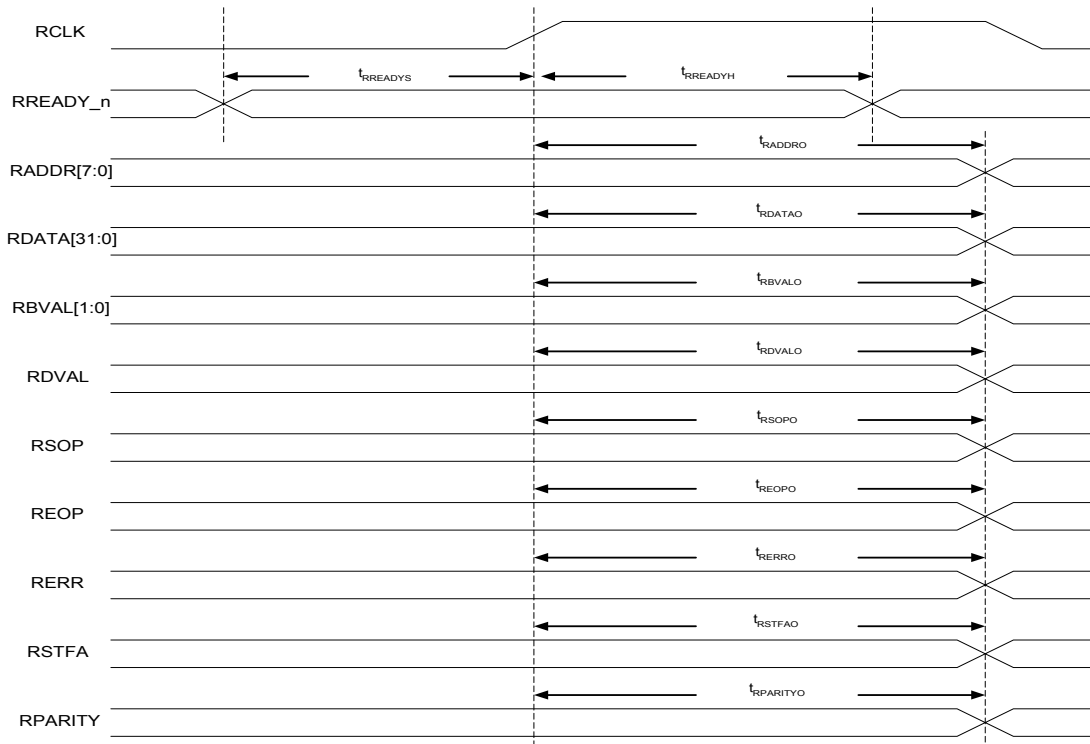 RCLK
tRREADYS tRREADYH
RREADY_n
tRADDRO
RADDR[7:0]
tRDATAO
RDATA[31:0]
tRBVALO
RBVAL[1:0]
tRDVALO
RDVAL
tRSOPO
RSOP
tREOPO
REOP
tRERRO
RERR
tRSTFAO
RSTFA
tRPARITYO
RPARITY